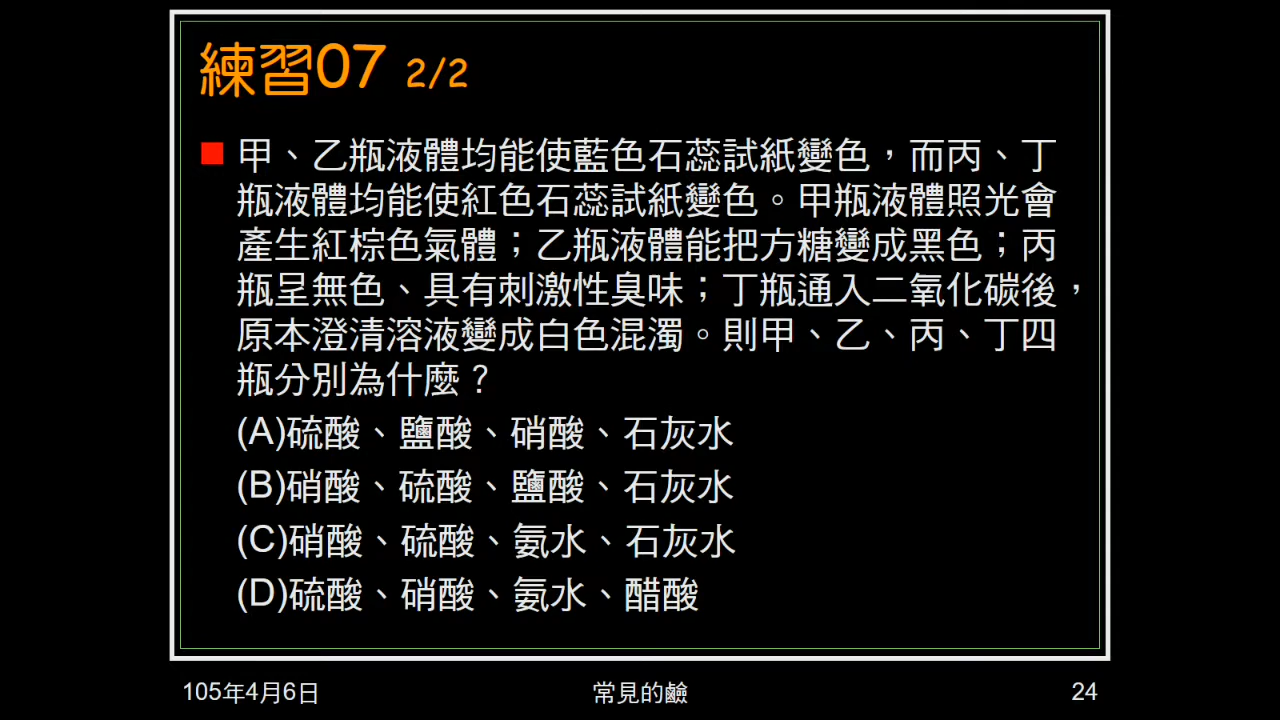 練習07 2/2
甲、乙瓶液體均能使藍色石蕊試紙變色，而丙、丁
瓶液體均能使紅色石蕊試紙變色。甲瓶液體照光會
產生紅棕色氣體；乙瓶液體能把方糖變成黑色；丙
瓶呈無色、具有刺激性臭味；丁瓶通入二氧化碳後，
原本澄清溶液變成白色混濁。則甲、乙、丙、丁四
瓶分別為什麼？
(A)硫酸、鹽酸、硝酸、石灰水
(B)硝酸、硫酸、鹽酸、石灰水
(C)硝酸、硫酸、氨水、石灰水
(D)硫酸、硝酸、氨水、醋酸
105年4月6日 常見的鹼 24